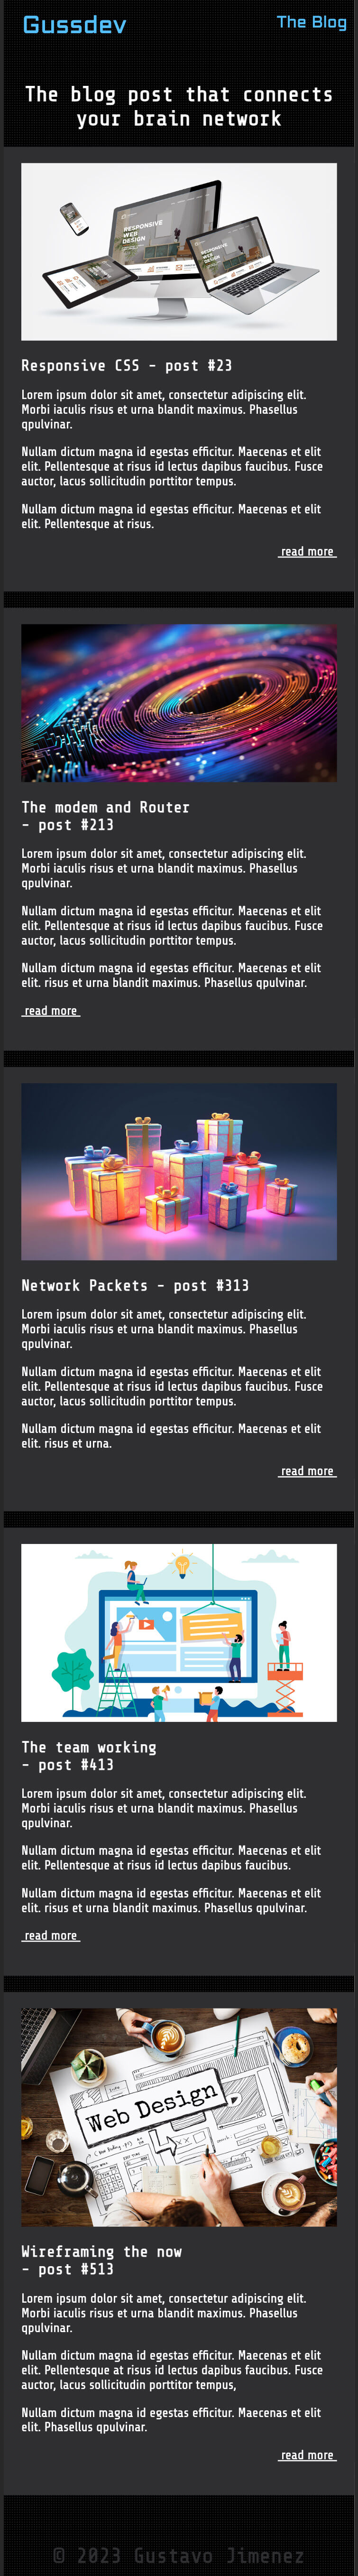 Gussdev The Blog
The blog post that connects
your brain network
RESPONSIVE
WEB
DESIGN
Responsive CSS - post #23
Lorem ipsum dolor sit amet, consectetur adipiscing elit.
Morbi iaculis risus et urna blandit maximus. Phasellus
qpulvinar.
Nullam dictum magna id egestas efficitur. Maecenas et elit
elit. Pellentesque at risus id lectus dapibus faucibus. Fusce
auctor, lacus sollicitudin porttitor tempus.
Nullam dictum magna id egestas efficitur. Maecenas et elit
elit. Pellentesque at risus.
read more
The modem and Router
- post #213
Lorem ipsum dolor sit amet, consectetur adipiscing elit.
Morbi iaculis risus et urna blandit maximus. Phasellus
qpulvinar.
Nullam dictum magna id egestas efficitur. Maecenas et elit
elit. Pellentesque at risus id lectus dapibus faucibus. Fusce
auctor, lacus sollicitudin porttitor tempus.
Nullam dictum magna id egestas efficitur. Maecenas et elit
elit. risus et urna blandit maximus. Phasellus qpulvinar.
read more
Network Packets - post #313
Lorem ipsum dolor sit amet, consectetur adipiscing elit.
Morbi iaculis risus et urna blandit maximus. Phasellus
qpulvinar.
Nullam dictum magna id egestas efficitur. Maecenas et elit
elit. Pellentesque at risus id lectus dapibus faucibus. Fusce
auctor, lacus sollicitudin porttitor tempus.
Nullam dictum magna id egestas efficitur. Maecenas et elit
elit. risus et urna.
read more
The team working
- post #413
Lorem ipsum dolor sit amet, consectetur adipiscing elit.
Morbi iaculis risus et urna blandit maximus. Phasellus
qpulvinar.
Nullam dictum magna id egestas efficitur. Maecenas et elit
elit. Pellentesque at risus id lectus dapibus faucibus.
Nullam dictum magna id egestas efficitur. Maecenas et elit
elit. risus et urna blandit maximus. Phasellus qpulvinar.
read more
Web Design
Wireframing the now
- post #513
Lorem ipsum dolor sit amet, consectetur adipiscing elit.
Morbi iaculis risus et urna blandit maximus. Phasellus
qpulvinar.
Nullam dictum magna id egestas efficitur. Maecenas et elit
elit. Pellentesque at risus id lectus dapibus faucibus. Fusce
auctor, lacus sollicitudin porttitor tempus,
Nullam dictum magna id egestas efficitur. Maecenas et elit
elit. Phasellus qpulvinar.
read more
© 2023 Gustavo Jimenez